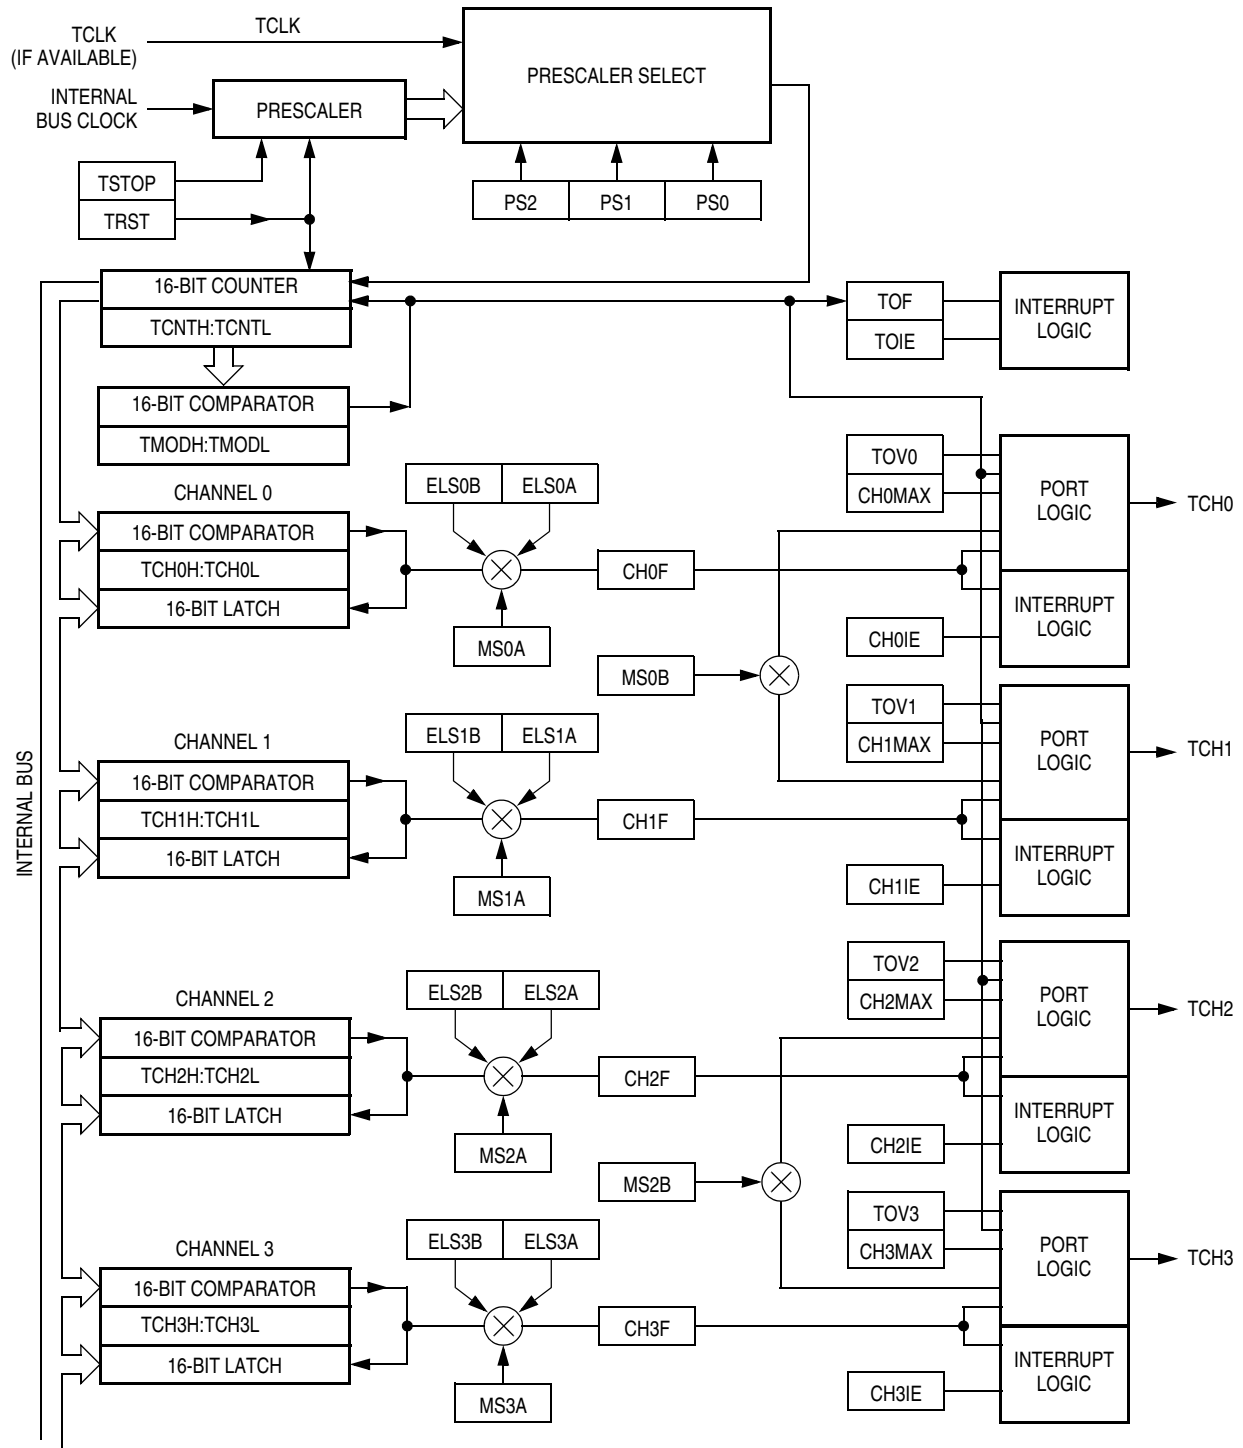 TCLK
(IF AVAILABLE)
TCLK
PRESCALER SELECT
INTERNAL
BUS CLOCK
PRESCALER
TSTOP
TRST
PS2
PS1
PS0
16-BIT COUNTER
TCNTH:TCNTL
TOF
TOIE
INTERRUPT
LOGIC
16-BIT COMPARATOR
TMODH:TMODL
INTERNAL BUS
CHANNEL 0
16-BIT COMPARATOR
TCH0H:TCH0L
16-BIT LATCH
ELS0B
ELS0A
MS0A
CH0F
TOV0
CH0MAX
PORT
LOGIC
TCH0
INTERRUPT
LOGIC
CH0IE
MS0B
CHANNEL 1
16-BIT COMPARATOR
TCH1H:TCH1L
16-BIT LATCH
ELS1B
ELS1A
MS1A
CH1F
TOV1
CH1MAX
PORT
LOGIC
TCH1
INTERRUPT
LOGIC
CH1IE
CHANNEL 2
16-BIT COMPARATOR
TCH2H:TCH2L
16-BIT LATCH
ELS2B
ELS2A
MS2A
CH2F
TOV2
CH2MAX
PORT
LOGIC
TCH2
INTERRUPT
LOGIC
CH2IE
MS2B
CHANNEL 3
16-BIT COMPARATOR
TCH3H:TCH3L
16-BIT LATCH
ELS3B
ELS3A
MS3A
CH3F
TOV3
CH3MAX
PORT
LOGIC
TCH3
INTERRUPT
LOGIC
CH3IE